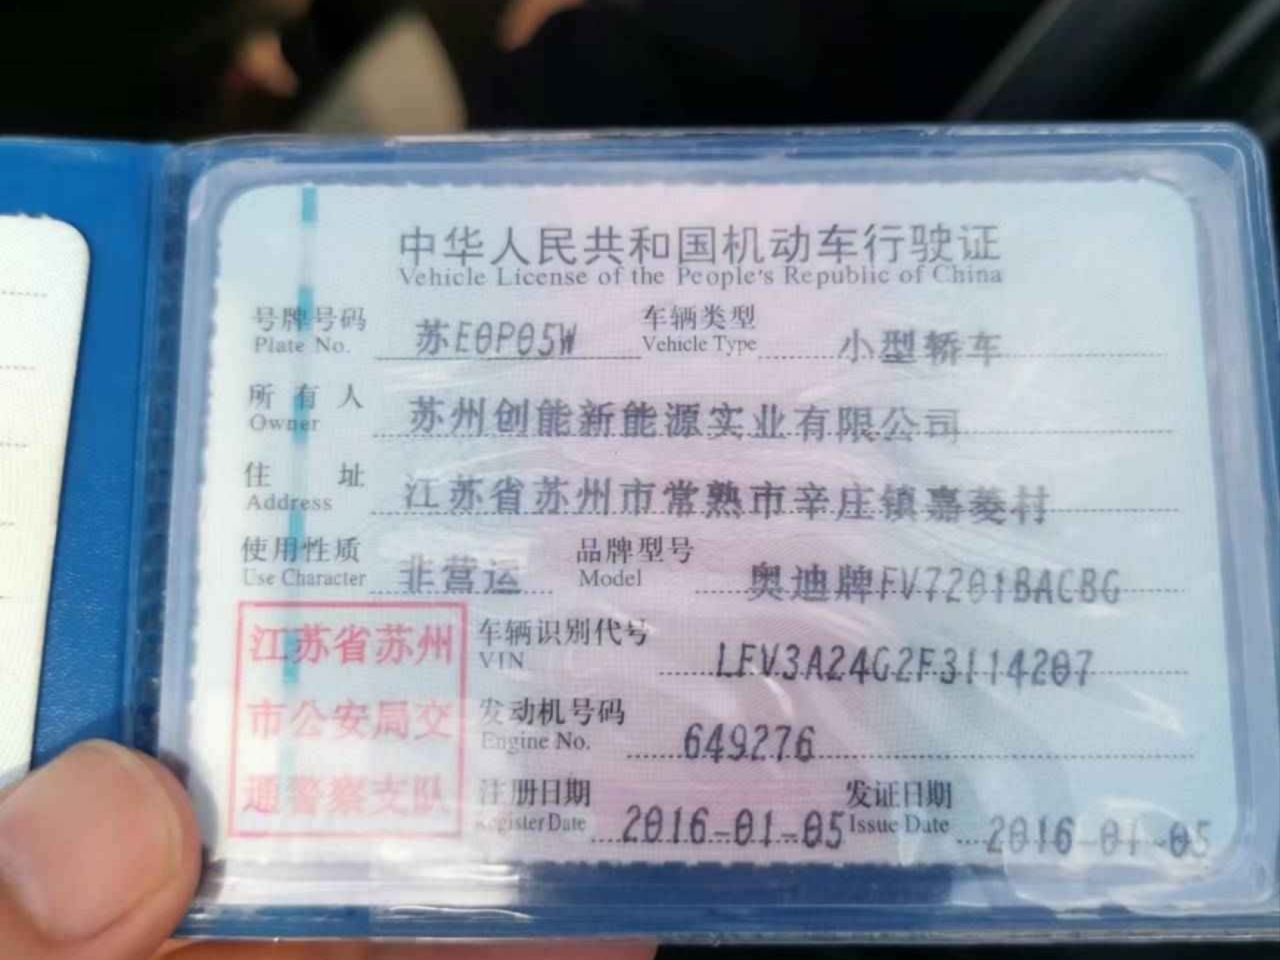 中华人民共和国机动车行驶证
Vehicle License of the People's Republic of China
号牌号码 苏E0P05W 车辆类型 小型轿车
Plate No. Vehicle Type
所有人 苏州创能新能源实业有限公司
Owner
住址 江苏省苏州市常熟市辛庄镇嘉菱村
Address
使用性质 非营运 品牌型号 奥迪牌FV7201BACBG
Use Character Model
江苏省苏州
市公安局交
通警察支队
车辆识别代号 LFV3A24G2F3114207
VIN
发动机号码 649276
Engine No.
注册日期 2016-01-05 发证日期 2016-01-05
Register Date Issue Date